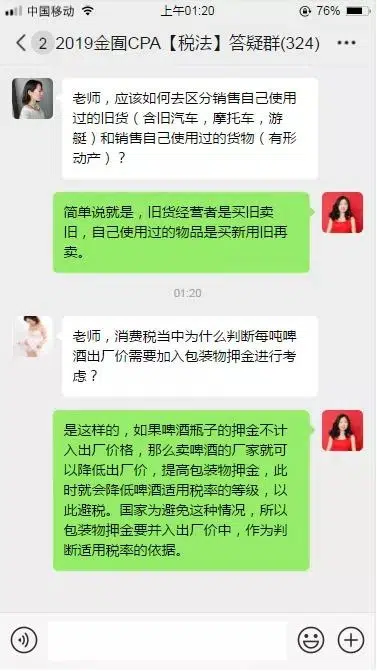 中国移动 上午01:20 76%
2 2019金囿CPA【税法】答疑群(324)
老师，应该如何去区分销售自己使用
过的旧货（含旧汽车，摩托车，游
艇）和销售自己使用过的货物（有形
动产）？
简单说就是，旧货经营者是买旧卖
旧，自己使用过的物品是买新用旧再
卖。
01:20
老师，消费税当中为什么判断每吨啤
酒出厂价需要加入包装物押金进行考
虑？
是这样的，如果啤酒瓶子的押金不计
入出厂价格，那么卖啤酒的厂家就可
以降低出厂价，提高包装物押金，此
时就会降低啤酒适用税率的等级，以
此避税。国家为避免这种情况，所以
包装物押金要并入出厂价中，作为判
断适用税率的依据。